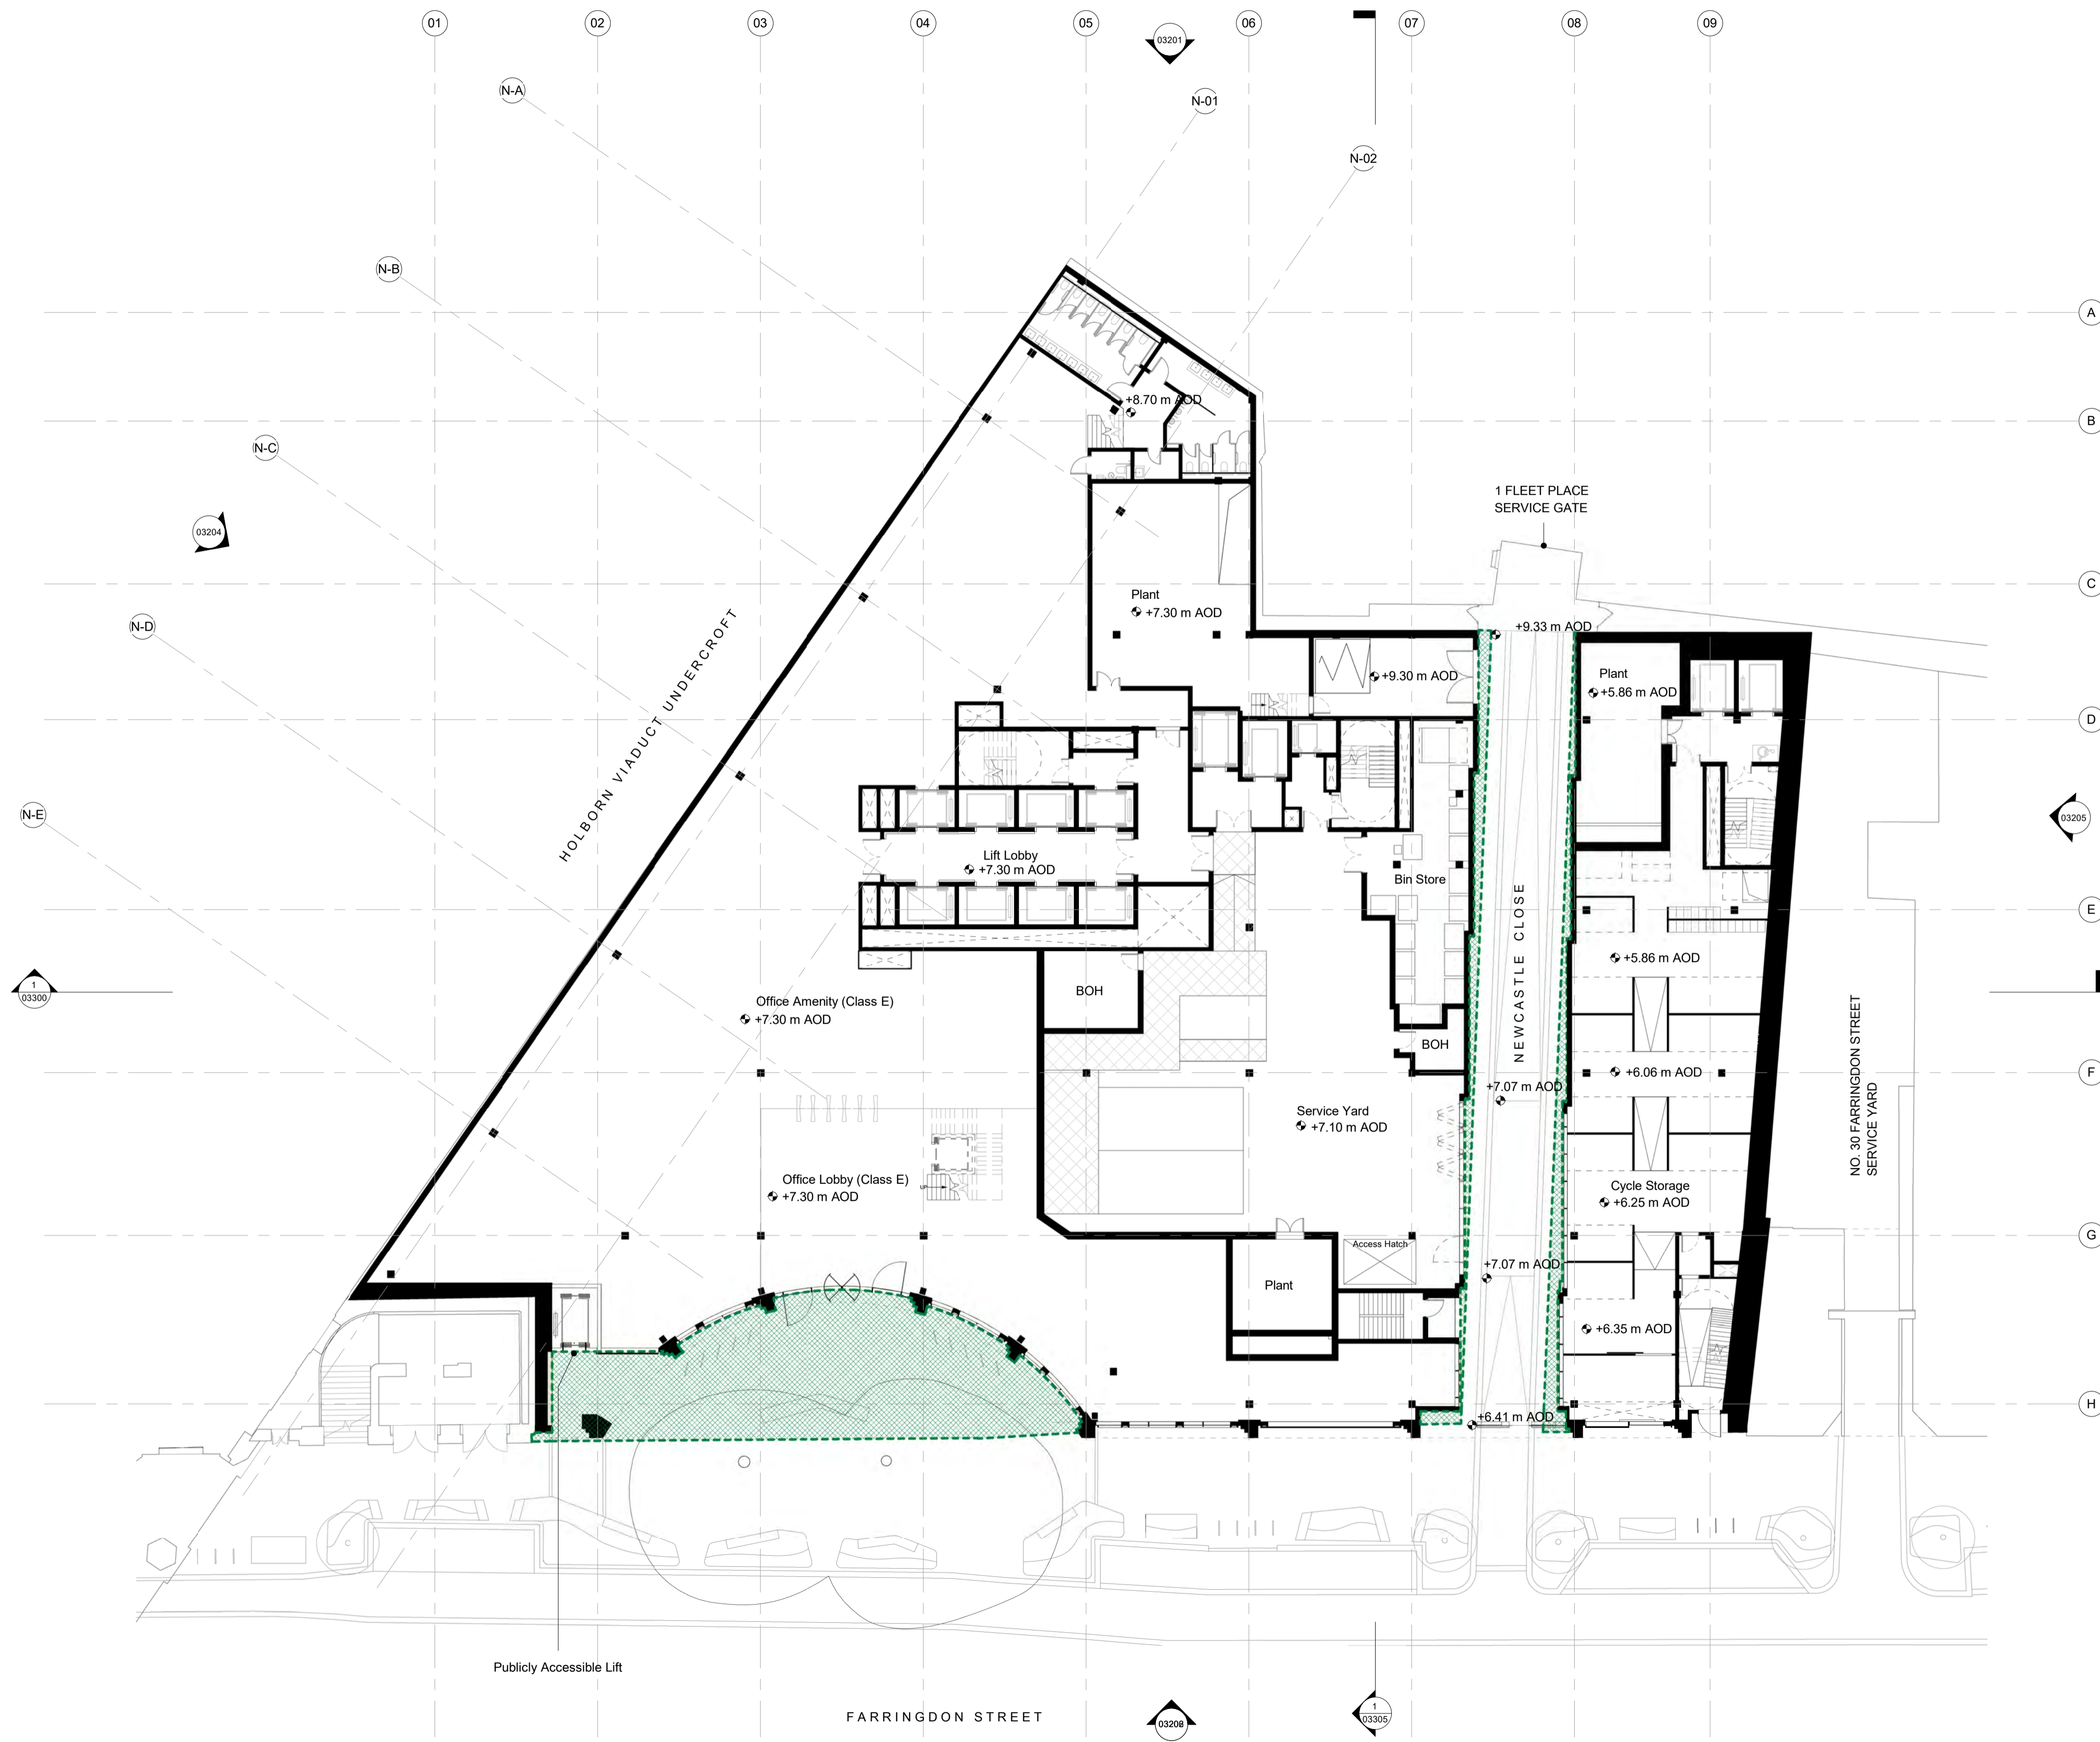 01
02
03
04
05
06
07
08
09
03201
N-A
N-01
N-02
N-B
A
B
+8.70 m AOD
N-C
1 FLEET PLACE
SERVICE GATE
03204
C
Plant
+7.30 m AOD
N-D
+9.33 m AOD
+9.30 m AOD
Plant
+5.86 m AOD
D
HOLBORN VIADUCT UNDERCROFT
N-E
03205
Lift Lobby
+7.30 m AOD
Bin Store
NEWCASTLE CLOSE
E
+5.86 m AOD
1
03300
BOH
Office Amenity (Class E)
+7.30 m AOD
BOH
NO. 30 FARRINGDON STREET
SERVICE YARD
+6.06 m AOD
F
+7.07 m AOD
Service Yard
+7.10 m AOD
Office Lobby (Class E)
+7.30 m AOD
UP
Cycle Storage
+6.25 m AOD
G
Access Hatch
+7.07 m AOD
Plant
+6.35 m AOD
H
+6.41 m AOD
Publicly Accessible Lift
FARRINGDON STREET
1
03305